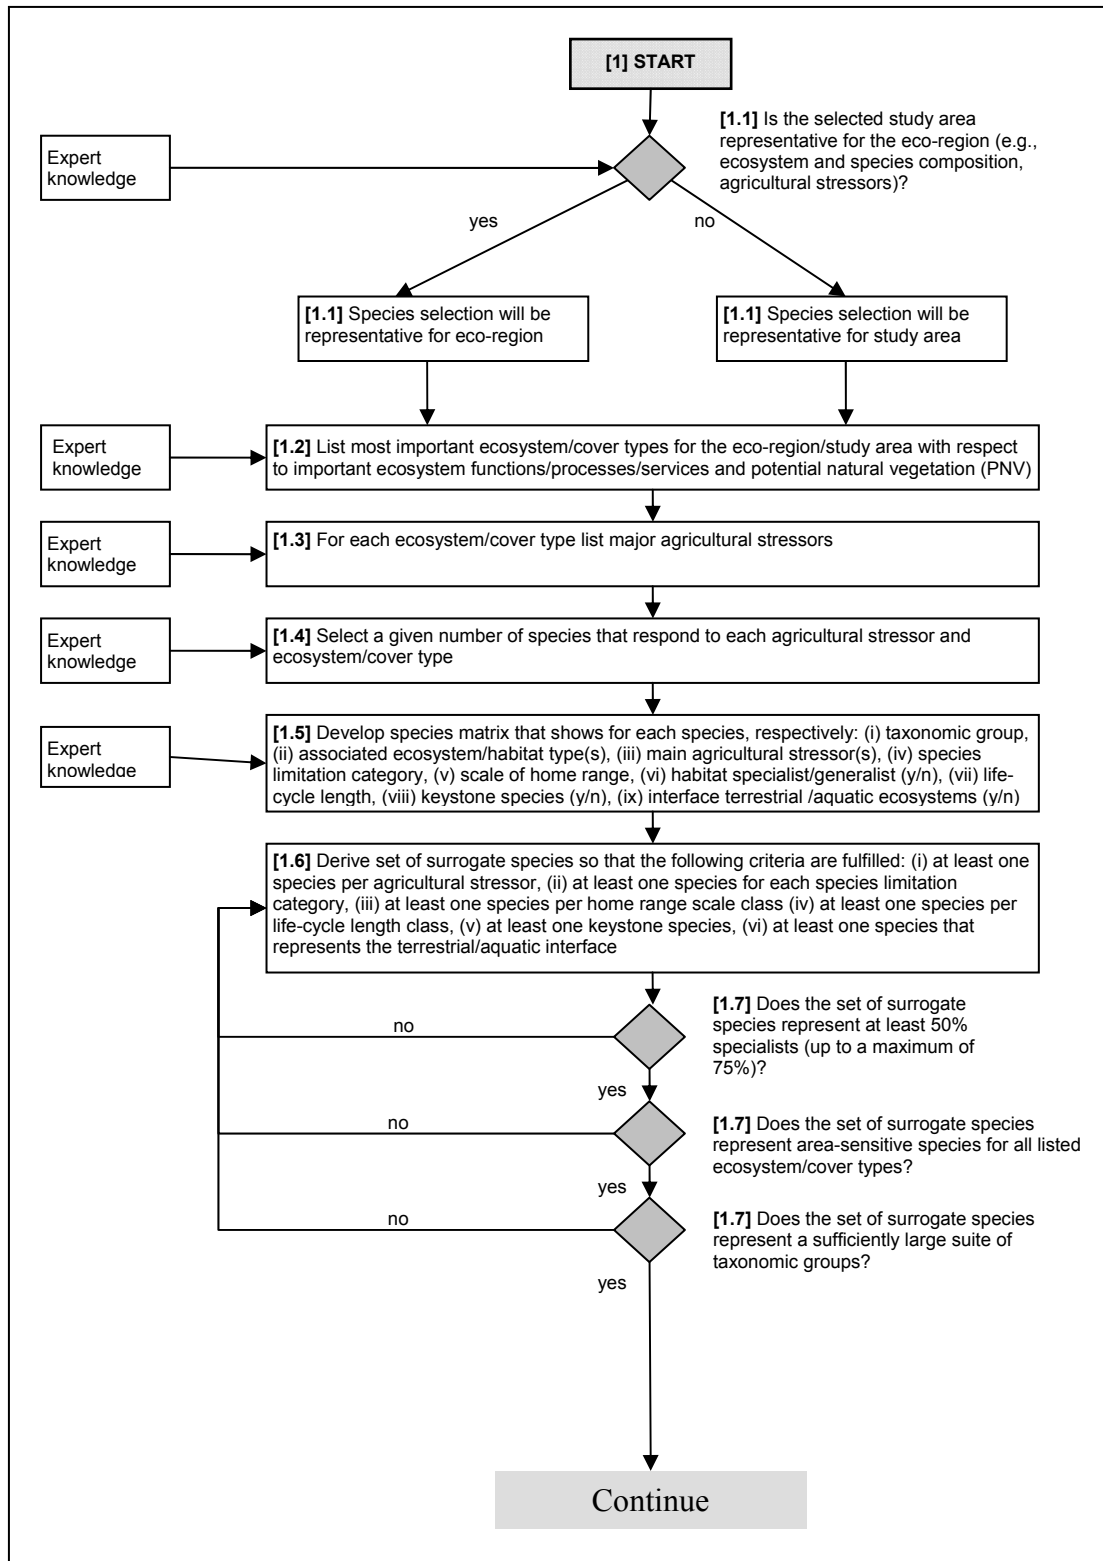 [1] START
[1.1] Is the selected study area
representative for the eco-region (e.g.,
ecosystem and species composition,
agricultural stressors)?
Expert
knowledge
yes
no
[1.1] Species selection will be
representative for eco-region
[1.1] Species selection will be
representative for study area
Expert
knowledge
[1.2] List most important ecosystem/cover types for the eco-region/study area with respect
to important ecosystem functions/processes/services and potential natural vegetation (PNV)
Expert
knowledge
[1.3] For each ecosystem/cover type list major agricultural stressors
Expert
knowledge
[1.4] Select a given number of species that respond to each agricultural stressor and
ecosystem/cover type
Expert
knowledge
[1.5] Develop species matrix that shows for each species, respectively: (i) taxonomic group,
(ii) associated ecosystem/habitat type(s), (iii) main agricultural stressor(s), (iv) species
limitation category, (v) scale of home range, (vi) habitat specialist/generalist (y/n), (vii) life-
cycle length, (viii) keystone species (y/n), (ix) interface terrestrial /aquatic ecosystems (y/n)
[1.6] Derive set of surrogate species so that the following criteria are fulfilled: (i) at least one
species per agricultural stressor, (ii) at least one species for each species limitation
category, (iii) at least one species per home range scale class (iv) at least one species per
life-cycle length class, (v) at least one keystone species, (vi) at least one species that
represents the terrestrial/aquatic interface
[1.7] Does the set of surrogate
species represent at least 50%
specialists (up to a maximum of
75%)?
no
yes
[1.7] Does the set of surrogate species
represent area-sensitive species for all listed
ecosystem/cover types?
no
yes
[1.7] Does the set of surrogate species
represent a sufficiently large suite of
taxonomic groups?
no
yes
Continue